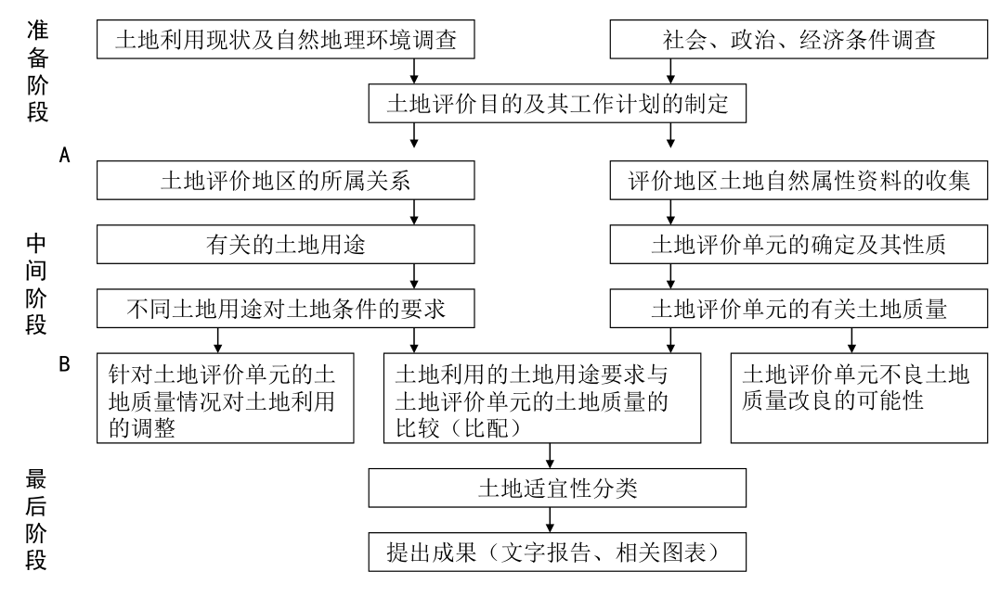 准备阶段
土地利用现状及自然地理环境调查
社会、政治、经济条件调查
土地评价目的及其工作计划的制定
A
土地评价地区的所属关系
评价地区土地自然属性资料的收集
中间阶段
有关的土地用途
土地评价单元的确定及其性质
不同土地用途对土地条件的要求
土地评价单元的有关土地质量
B
针对土地评价单元的土
地质量情况对土地利用
的调整
土地利用的土地用途要求与
土地评价单元的土地质量的
比较（比配）
土地评价单元不良土地
质量改良的可能性
最后阶段
土地适宜性分类
提出成果（文字报告、相关图表）